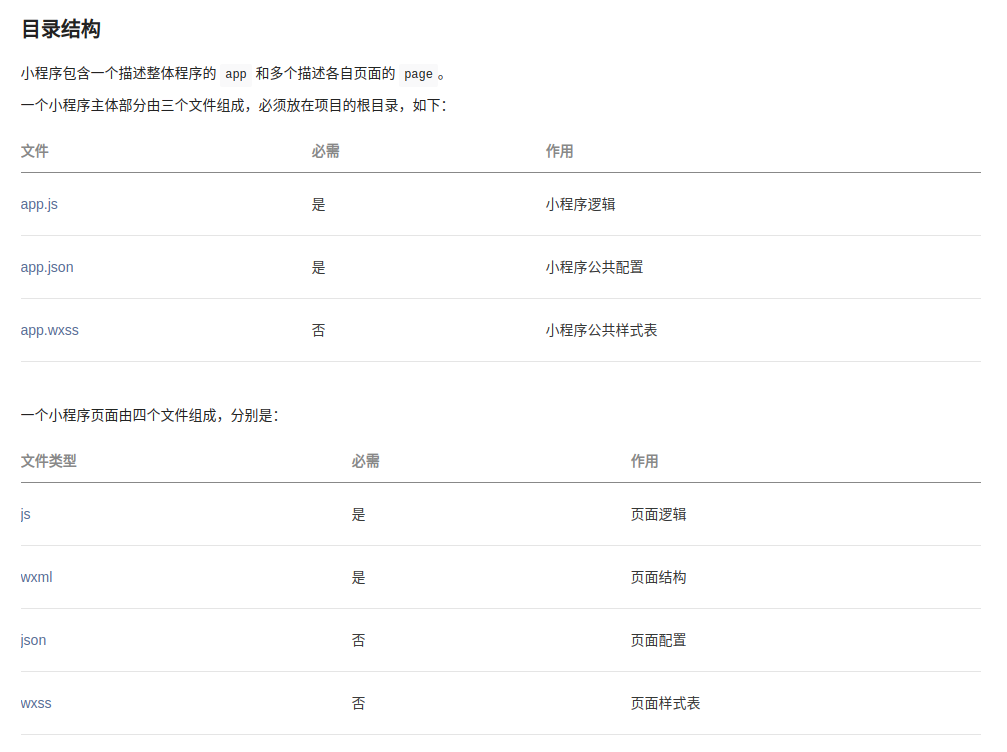 目录结构
小程序包含一个描述整体程序的 app 和多个描述各自页面的 page 。
一个小程序主体部分由三个文件组成，必须放在项目的根目录，如下：
文件 必需 作用
app.js 是 小程序逻辑
app.json 是 小程序公共配置
app.wxss 否 小程序公共样式表
一个小程序页面由四个文件组成，分别是：
文件类型 必需 作用
js 是 页面逻辑
wxml 是 页面结构
json 否 页面配置
wxss 否 页面样式表